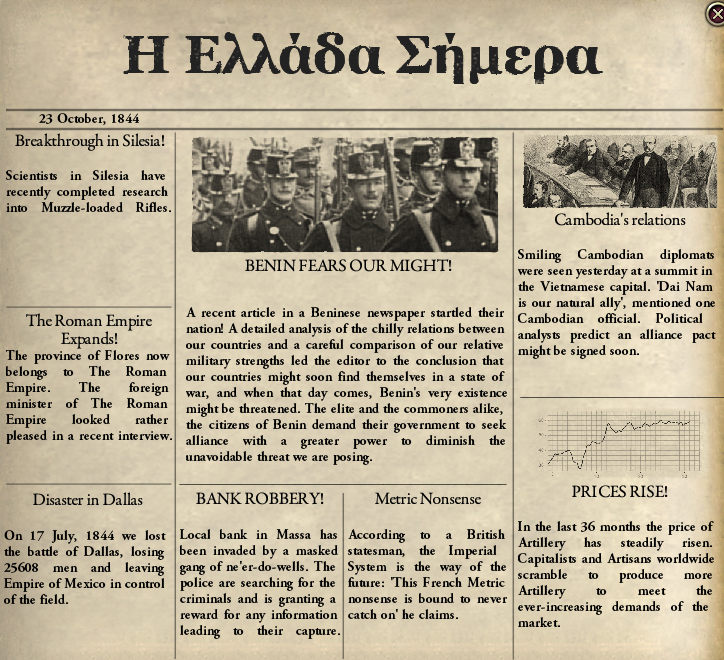 Η Ελλάδα Σήμερα
23 October, 1844
Breakthrough in Silesia!
Scientists in Silesia have
recently completed research
into Muzzle-loaded Rifles.
The Roman Empire
Expands!
The province of Flores now
belongs to The Roman
Empire. The foreign
minister of The Roman
Empire looked rather
pleased in a recent interview.
Disaster in Dallas
On 17 July, 1844 we lost
the battle of Dallas, losing
25608 men and leaving
Empire of Mexico in control
of the field.
BENIN FEARS OUR MIGHT!
A recent article in a Beninese newspaper startled their
nation! A detailed analysis of the chilly relations between
our countries and a careful comparison of our relative
military strengths led the editor to the conclusion that
our countries might soon find themselves in a state of
war, and when that day comes, Benin's very existence
might be threatened. The elite and the commoners alike,
the citizens of Benin demand their government to seek
alliance with a greater power to diminish the
unavoidable threat we are posing.
BANK ROBBERY!
Local bank in Massa has
been invaded by a masked
gang of ne'er-do-wells. The
police are searching for the
criminals and is granting a
reward for any information
leading to their capture.
Metric Nonsense
According to a British
statesman, the Imperial
System is the way of the
future: 'This French Metric
nonsense is bound to never
catch on' he claims.
Cambodia's relations
Smiling Cambodian diplomats
were seen yesterday at a summit in
the Vietnamese capital. 'Dai Nam
is our natural ally', mentioned one
Cambodian official. Political
analysts predict an alliance pact
might be signed soon.
PRICES RISE!
In the last 36 months the price of
Artillery has steadily risen.
Capitalists and Artisans worldwide
scramble to produce more
Artillery to meet the
ever-increasing demands of the
market.